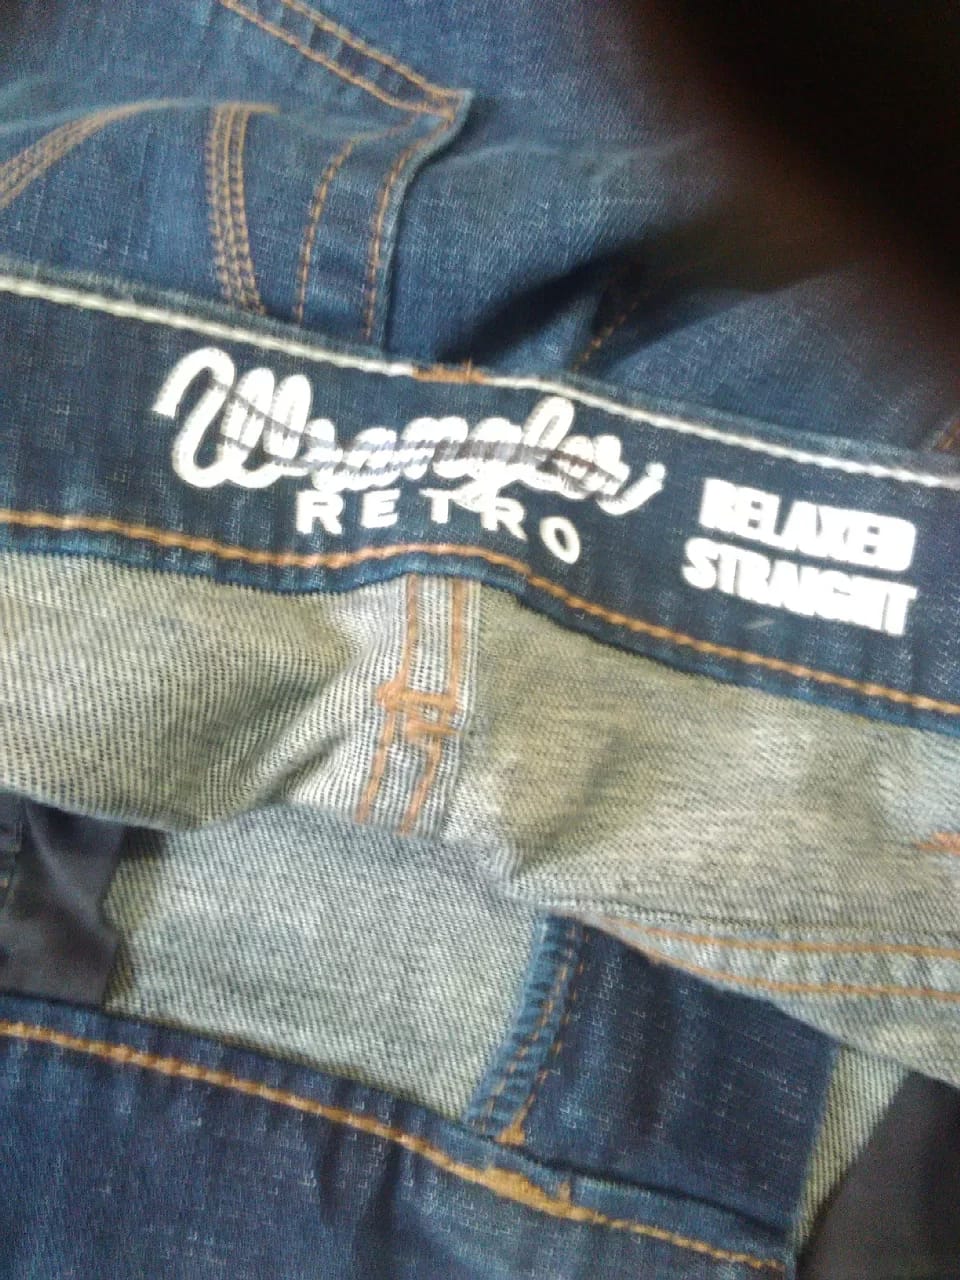 Wrangler
RETRO
RELAXED
STRAIGHT